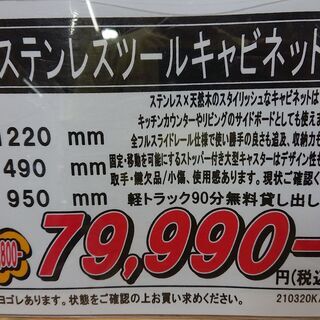 ステンレスツールキャビネット
ステンレス×天然木のスタイリッシュなキャビネットは
キッチンカウンターやリビングのサイドボードとしても使えま
全フルスライドレール仕様で使い勝手の良さも追及、収納力も
固定・移動を可能にするストッパー付き大型キャスターはデザイン性も
取手・鍵欠品/小傷、使用感あります。現状ご確認く
軽トラック90分無料貸し出し
1220 mm
490 mm
950 mm
800-
79,990-
円(税込
ヨゴレあります。状態をご確認の上お買い求めください。
210320K